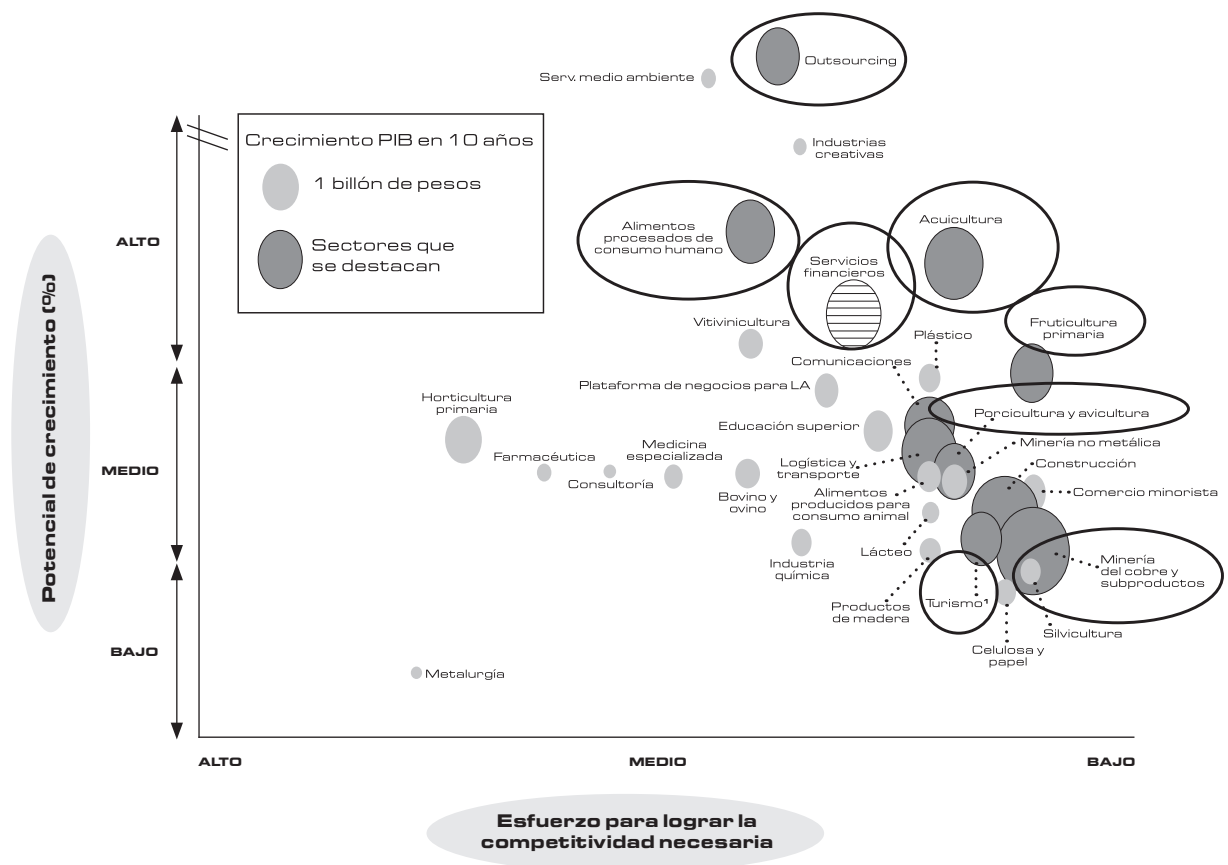 Outsourcing
Serv. medio ambiente
Crecimiento PIB en 10 años
1 billón de pesos
Sectores que
se destacan
Industrias
creativas
Alimentos
procesados de
consumo humano
Servicios
financieros
Acuicultura
Fruticultura
primaria
Vitivinicultura
Plástico
Comunicaciones
Plataforma de negocios para LA
Horticultura
primaria
Educación superior
Porcicultura y avicultura
Farmacéutica
Consultoría
Medicina
especializada
Bovino y
ovino
Logística y
transporte
Minería no metálica
Construcción
Comercio minorista
Alimentos
producidos para
consumo animal
Lácteo
Industria
química
Productos
de madera
Turismo¹
Minería
del cobre y
subproductos
Silvicultura
Celulosa y
papel
Metalurgía
Potencial de crecimiento (%)
ALTO
MEDIO
BAJO
ALTO
MEDIO
BAJO
Esfuerzo para lograr la
competitividad necesaria